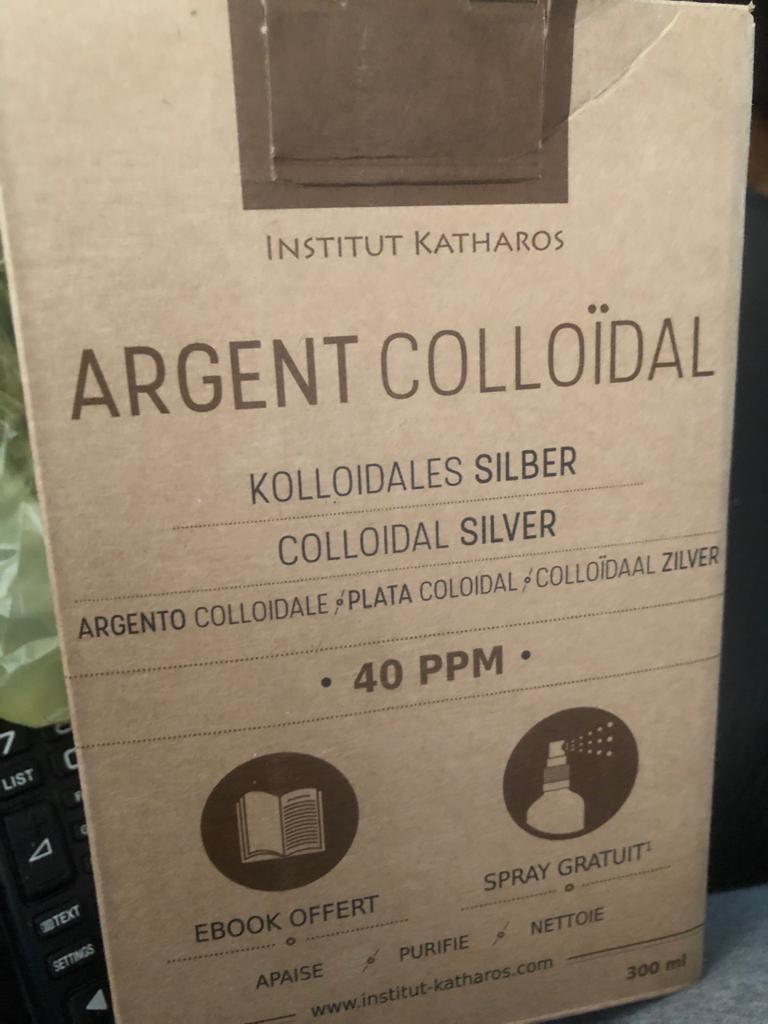 INSTITUT KATHAROS
ARGENT COLLOÏDAL
KOLLOIDALES SILBER
COLLOIDAL SILVER
ARGENTO COLLOIDALE PLATA COLOIDAL COLLOÏDAAL ZILVER
• 40 PPM •
EBOOK OFFERT
SPRAY GRATUIT¹
APAISE PURIFIE NETTOIE
www.institut-katharos.com
300 ml
LIST
TEXT
SETTINGS